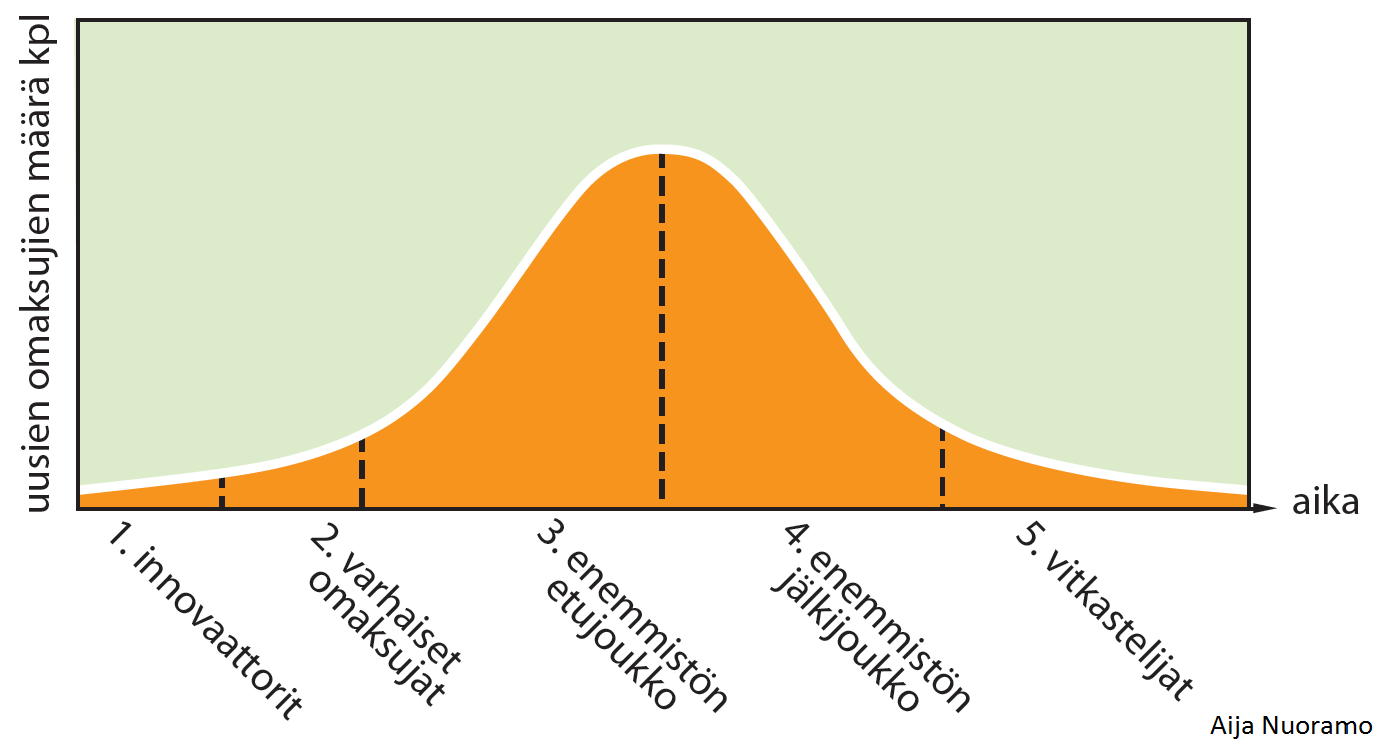 uusien omaksujien määrä kpl
aika
1. innovaattorit
2. varhaiset
omaksujat
3. enemmistön
etujoukko
4. enemmistön
jälkijoukko
5. vitkastelijat
Aija Nuoramo